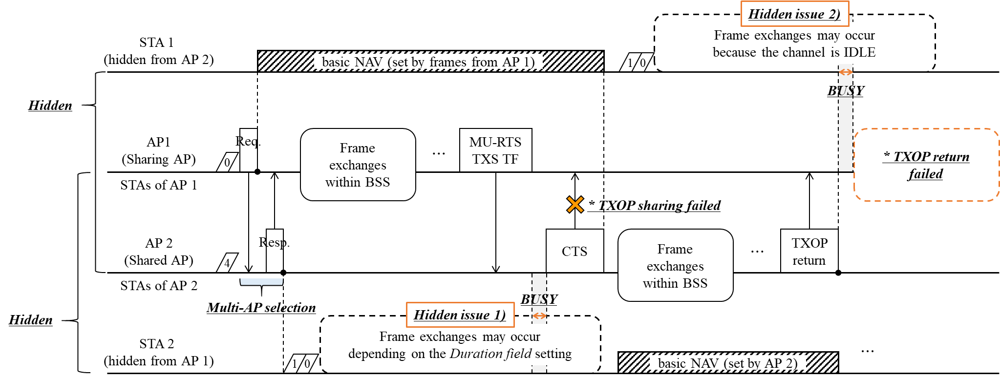 Hidden issue 2)
Frame exchanges may occur
because the channel is IDLE
STA 1
(hidden from AP 2)
basic NAV (set by frames from AP 1)
1 0
BUSY
Hidden
AP1
(Sharing AP)
0
Req.
Frame
exchanges
within BSS
...
MU-RTS
TXS TF
* TXOP return
failed
STAs of AP 1
* TXOP sharing failed
AP 2
(Shared AP)
4
Resp.
CTS
Frame
exchanges
within BSS
...
TXOP
return
STAs of AP 2
Multi-AP selection
BUSY
Hidden
Hidden issue 1)
Frame exchanges may occur
depending on the Duration field setting
STA 2
(hidden from AP 1)
1 0
basic NAV (set by AP 2)
...